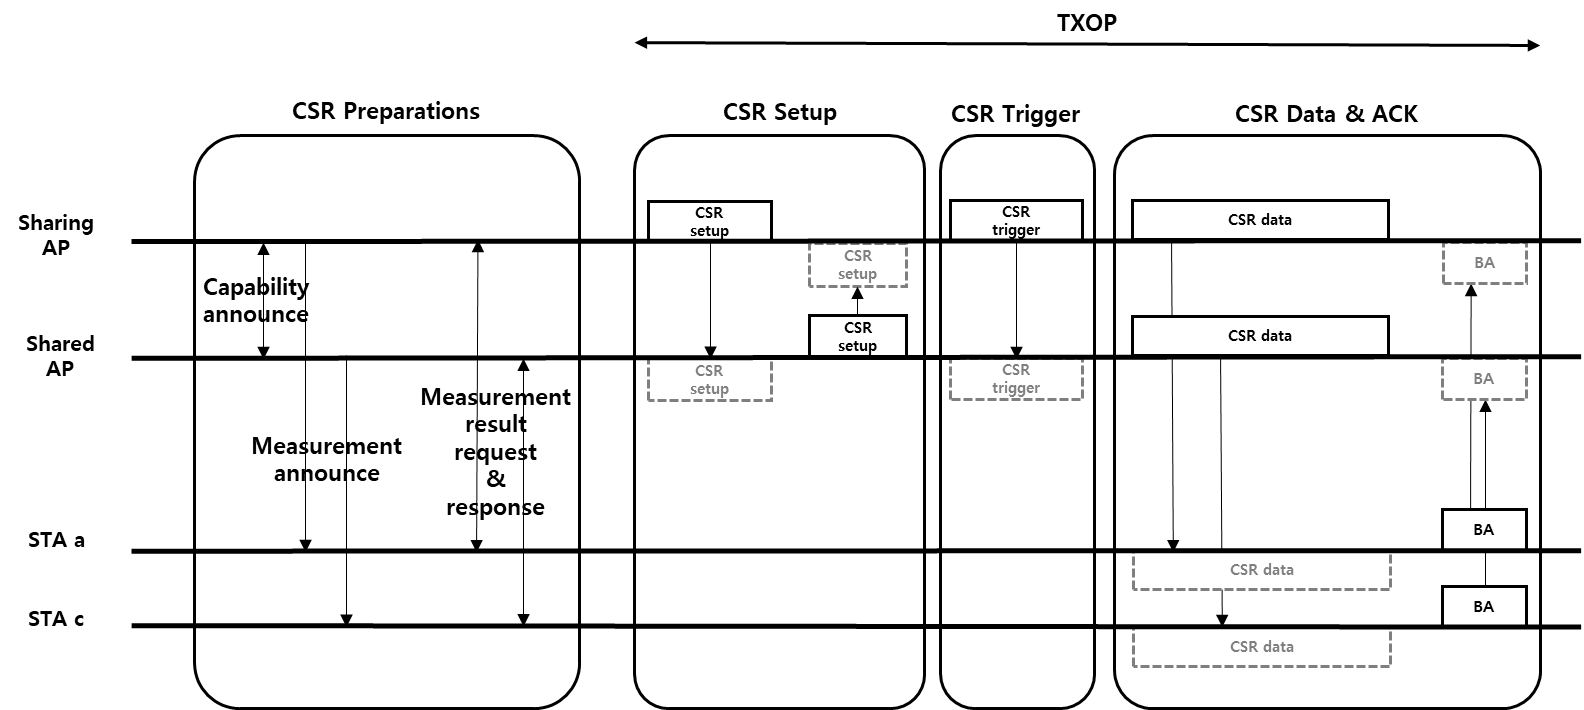 TXOP
CSR Preparations
CSR Setup
CSR Trigger
CSR Data & ACK
Sharing
AP
CSR
setup
CSR
trigger
CSR data
CSR
setup
BA
Capability
announce
Shared
AP
CSR
setup
CSR data
CSR
setup
CSR
trigger
BA
Measurement
announce
Measurement
result
request
&
response
STA a
BA
CSR data
STA c
BA
CSR data